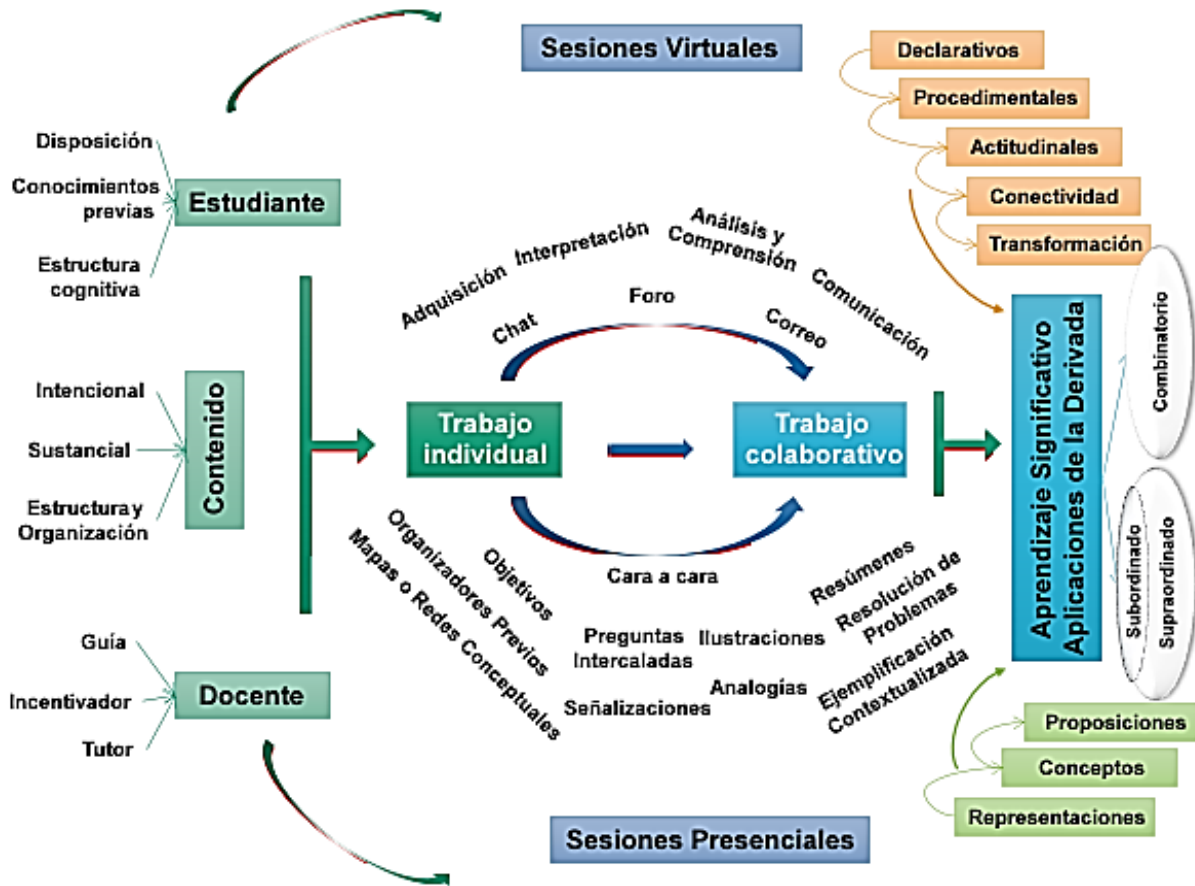 Sesiones Virtuales
Disposición
Conocimientos
previas
Estructura
cognitiva
Estudiante
Intencional
Sustancial
Estructura y
Organización
Contenido
Guía
Incentivador
Tutor
Docente
Adquisición
Interpretación
Análisis y
Comprensión
Comunicación
Chat
Foro
Correo
Trabajo
individual
Trabajo
colaborativo
Cara a cara
Objetivos
Organizadores Previos
Mapas o Redes Conceptuales
Preguntas
Intercaladas
Señalizaciones
Ilustraciones
Analogías
Resúmenes
Resolución de
Problemas
Ejemplificación
Contextualizada
Declarativos
Procedimentales
Actitudinales
Conectividad
Transformación
Aprendizaje Significativo
Aplicaciones de la Derivada
Combinatorio
Subordinado
Supraordinado
Proposiciones
Conceptos
Representaciones
Sesiones Presenciales